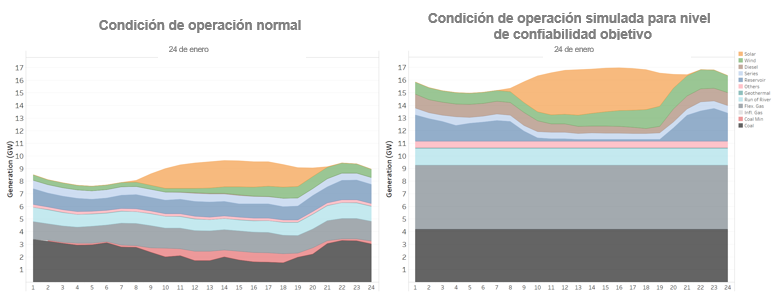 Condición de operación normal
24 de enero
Generation (GW)
17
16
15
14
13
12
11
10
9
8
7
6
5
4
3
2
1
1 2 3 4 5 6 7 8 9 10 11 12 13 14 15 16 17 18 19 20 21 22 23 24
Condición de operación simulada para nivel
de confiabilidad objetivo
24 de enero
Generation (GW)
17
16
15
14
13
12
11
10
9
8
7
6
5
4
3
2
1
1 2 3 4 5 6 7 8 9 10 11 12 13 14 15 16 17 18 19 20 21 22 23 24
Solar
Wind
Diesel
Series
Reservoir
Others
Geothermal
Run of River
Flex. Gas
Infl. Gas
Coal Min
Coal